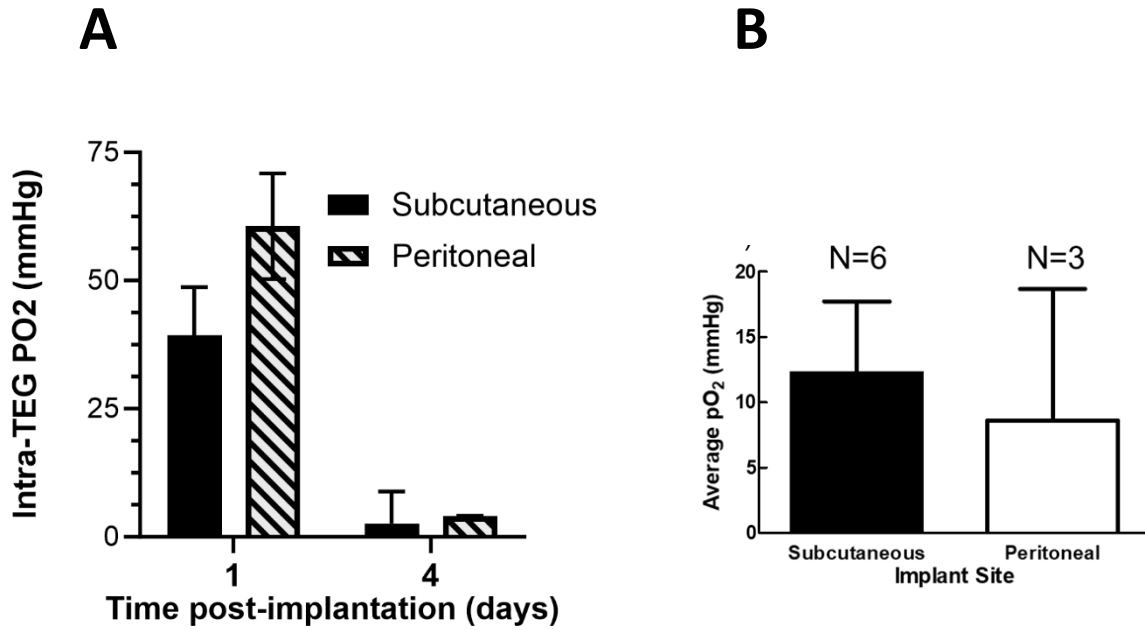 A
Intra-TEG PO2 (mmHg)
75
50
25
0
Subcutaneous
Peritoneal
1
4
Time post-implantation (days)
B
N=6
N=3
Average pO₂ (mmHg)
20
15
10
5
0
Subcutaneous
Peritoneal
Implant Site